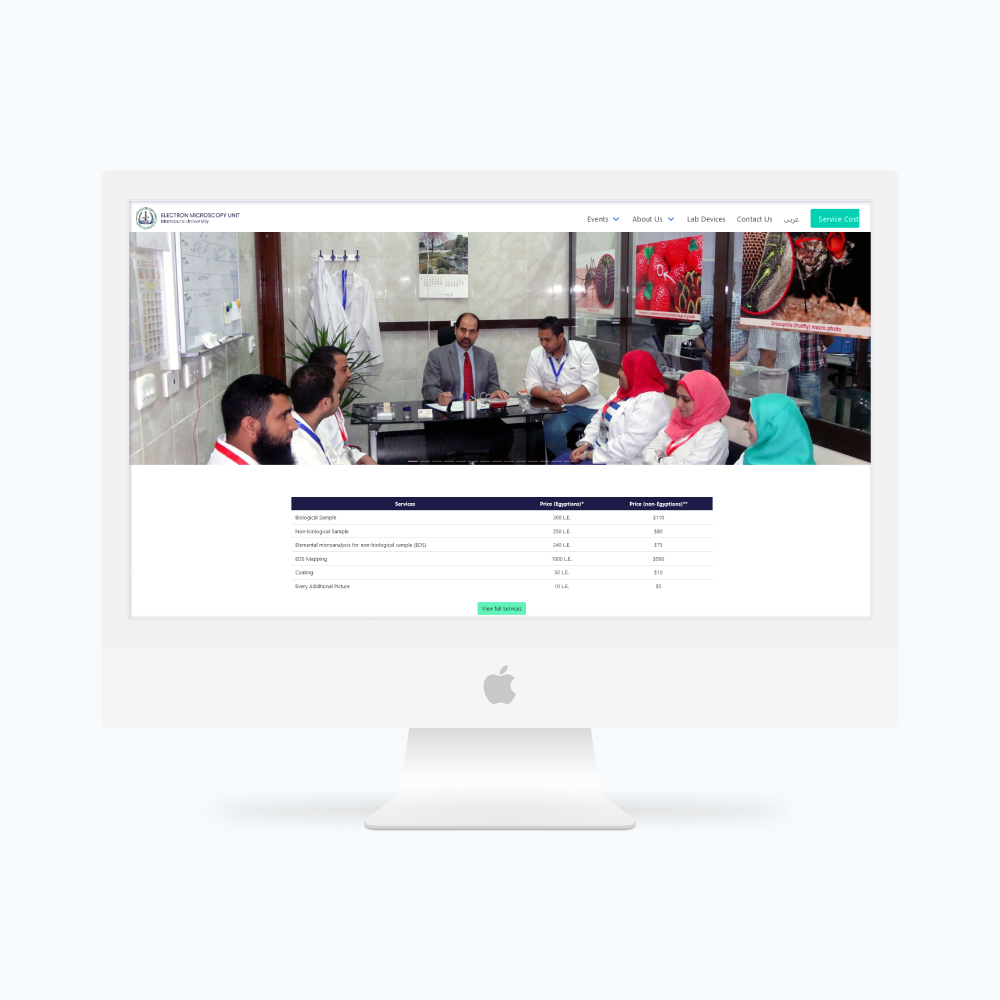 ELECTRON MICROSCOPY UNIT
Mansoura University
Events
About Us
Lab Devices
Contact Us
عربى
Service Cost
Drosophila (fruitfly) macro photo
Services Price (Egyptians)* Price (non-Egyptians)**
Biological Sample 300 L.E. $110
Non-biological Sample 250 L.E. $80
Elemental microanalysis for non-biological sample (EDS) 240 L.E. $75
EDS Mapping 1000 L.E. $500
Coating 50 L.E. $10
Every Additional Picture 10 L.E. $5
View full Services